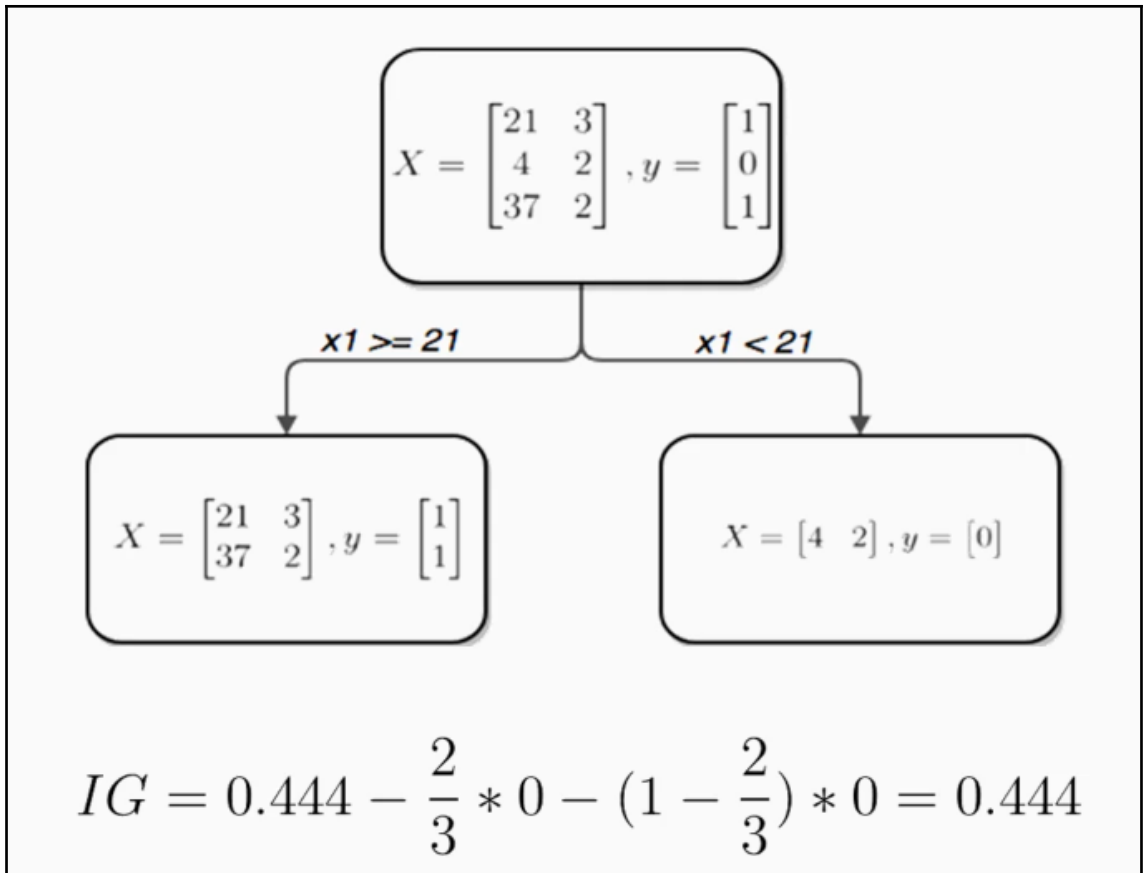 X = [21 3
4 2
37 2] , y = [1
0
1]
x1 >= 21
x1 < 21
X = [21 3
37 2] , y = [1
1]
X = [4 2] , y = [0]
IG = 0.444 − 2/3 * 0 − (1 − 2/3) * 0 = 0.444